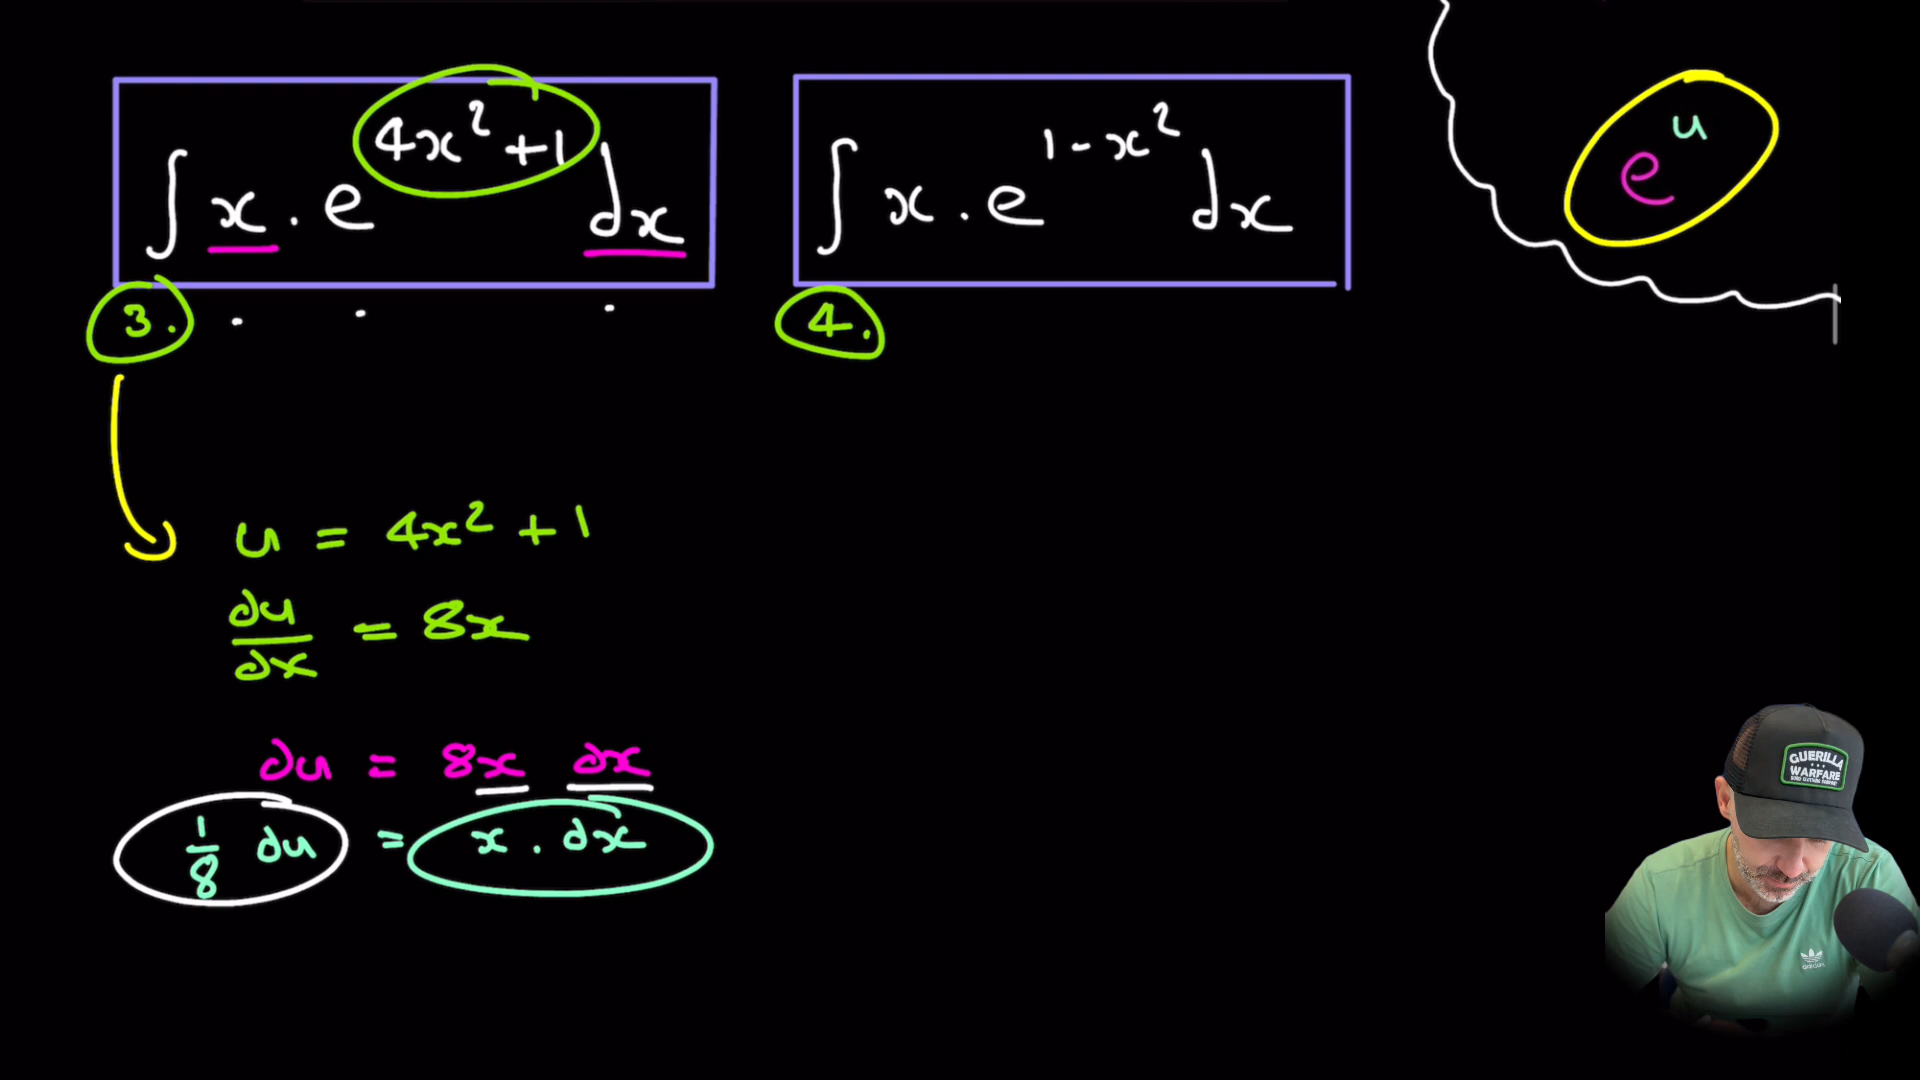 ∫ x . e^{4x² + 1} dx
3.
∫ x . e^{1 - x²} dx
4.
e^u
u = 4x² + 1
du/dx = 8x
du = 8x dx
1/8 du = x . dx
GUERILLA
WARFARE
adidas